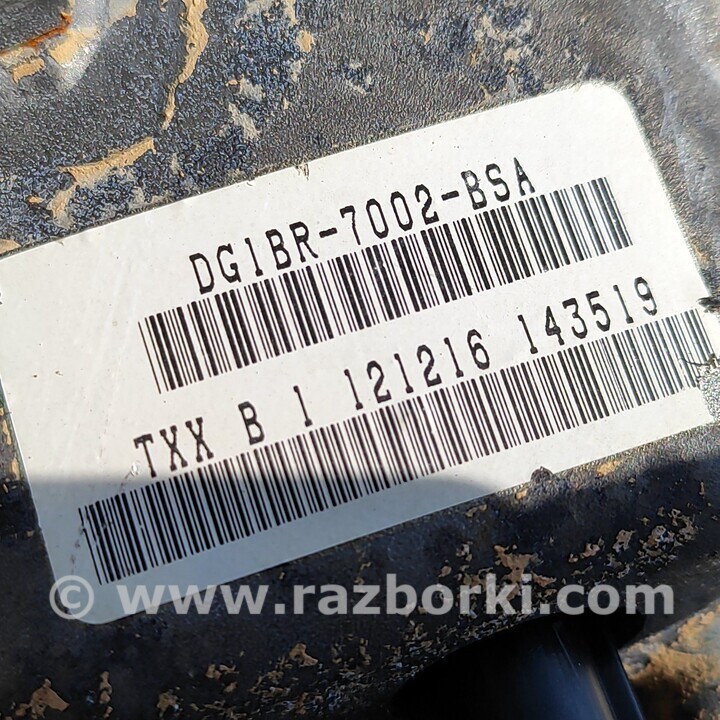 DG1BR-7002-BSA
TXX B 1 121216 143519
© www.razborki.com